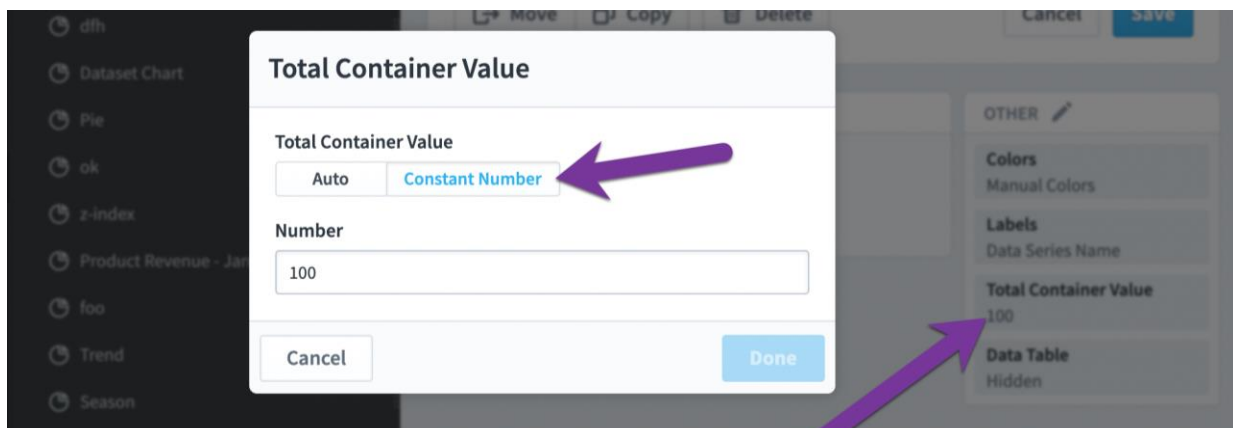 dfh
Dataset Chart
Pie
ok
z-index
Product Revenue - Jar
foo
Trend
Season
Move Copy Delete
Cancel Save
Total Container Value
Total Container Value
Auto Constant Number
Number
100
Cancel Done
OTHER
Colors
Manual Colors
Labels
Data Series Name
Total Container Value
100
Data Table
Hidden